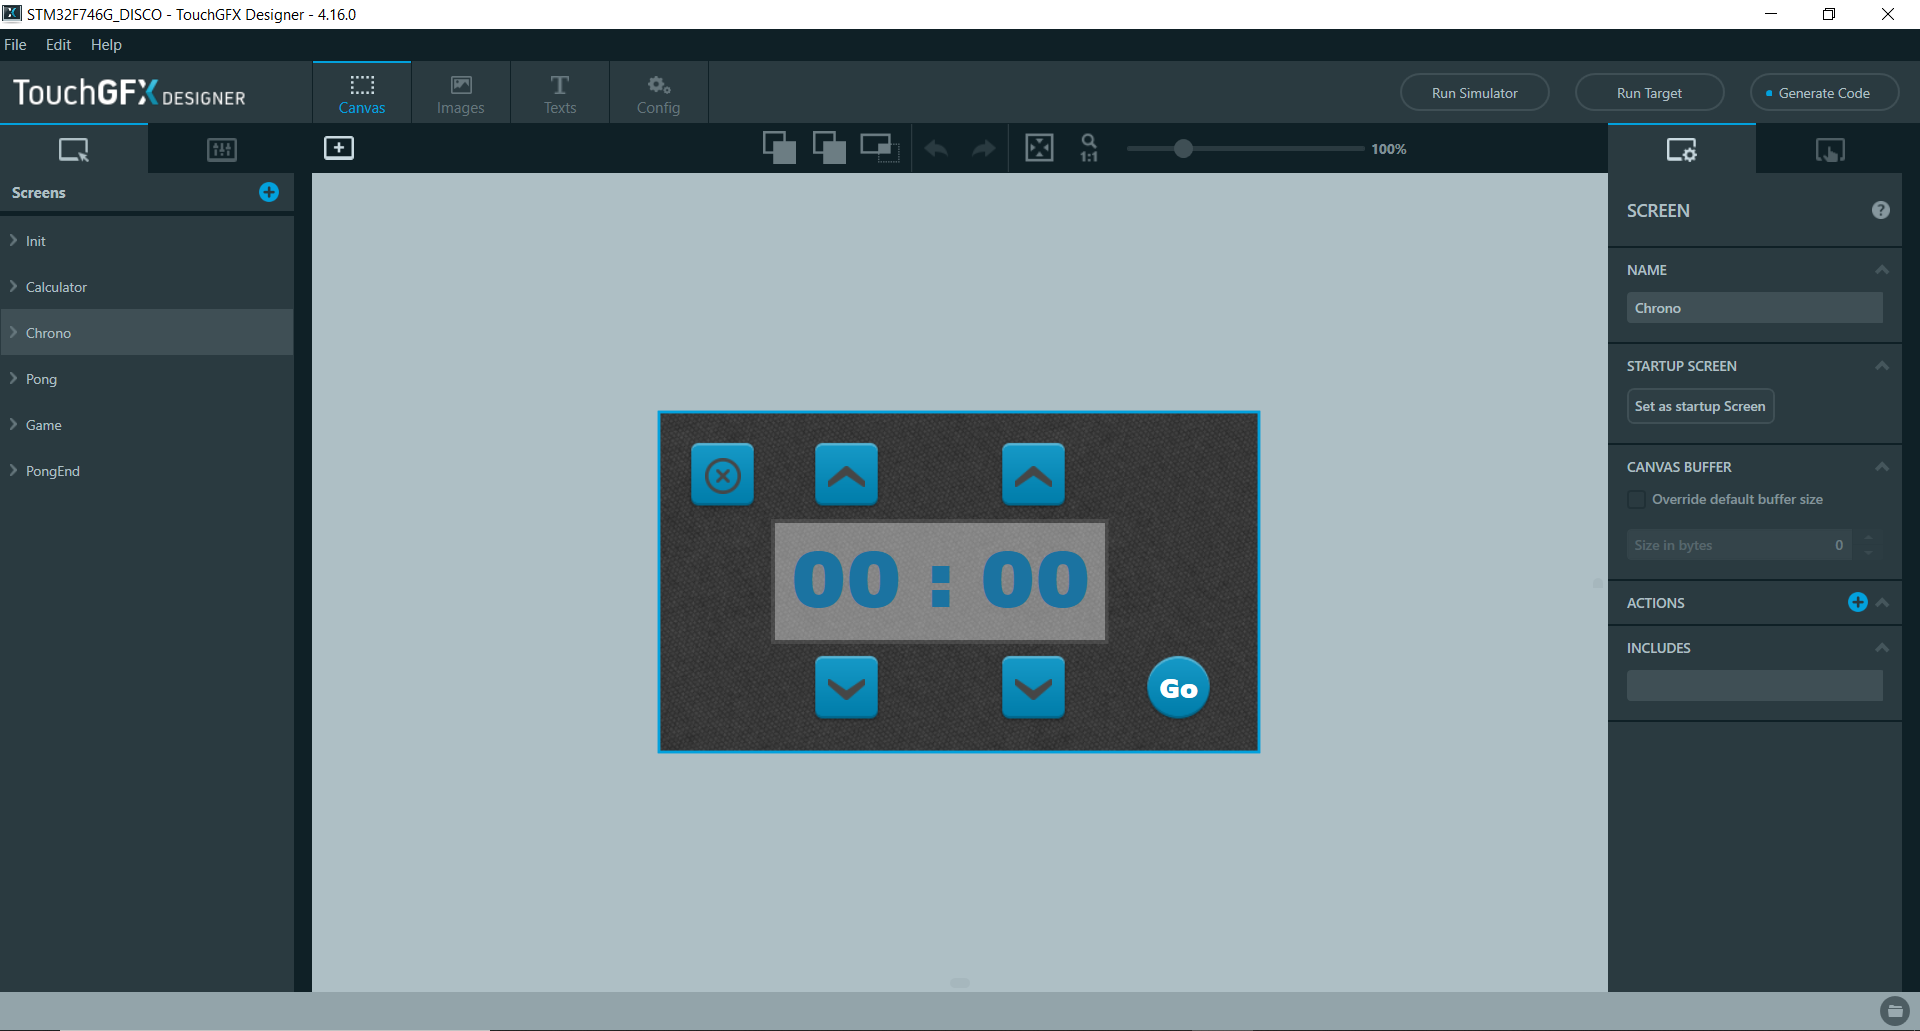 STM32F746G_DISCO - TouchGFX Designer - 4.16.0
File Edit Help
TouchGFX DESIGNER
Canvas
Images
Texts
Config
Run Simulator
Run Target
Generate Code
1:1
100%
Screens
Init
Calculator
Chrono
Pong
Game
PongEnd
00 : 00
Go
SCREEN
?
NAME
Chrono
STARTUP SCREEN
Set as startup Screen
CANVAS BUFFER
Override default buffer size
Size in bytes 0
ACTIONS
INCLUDES